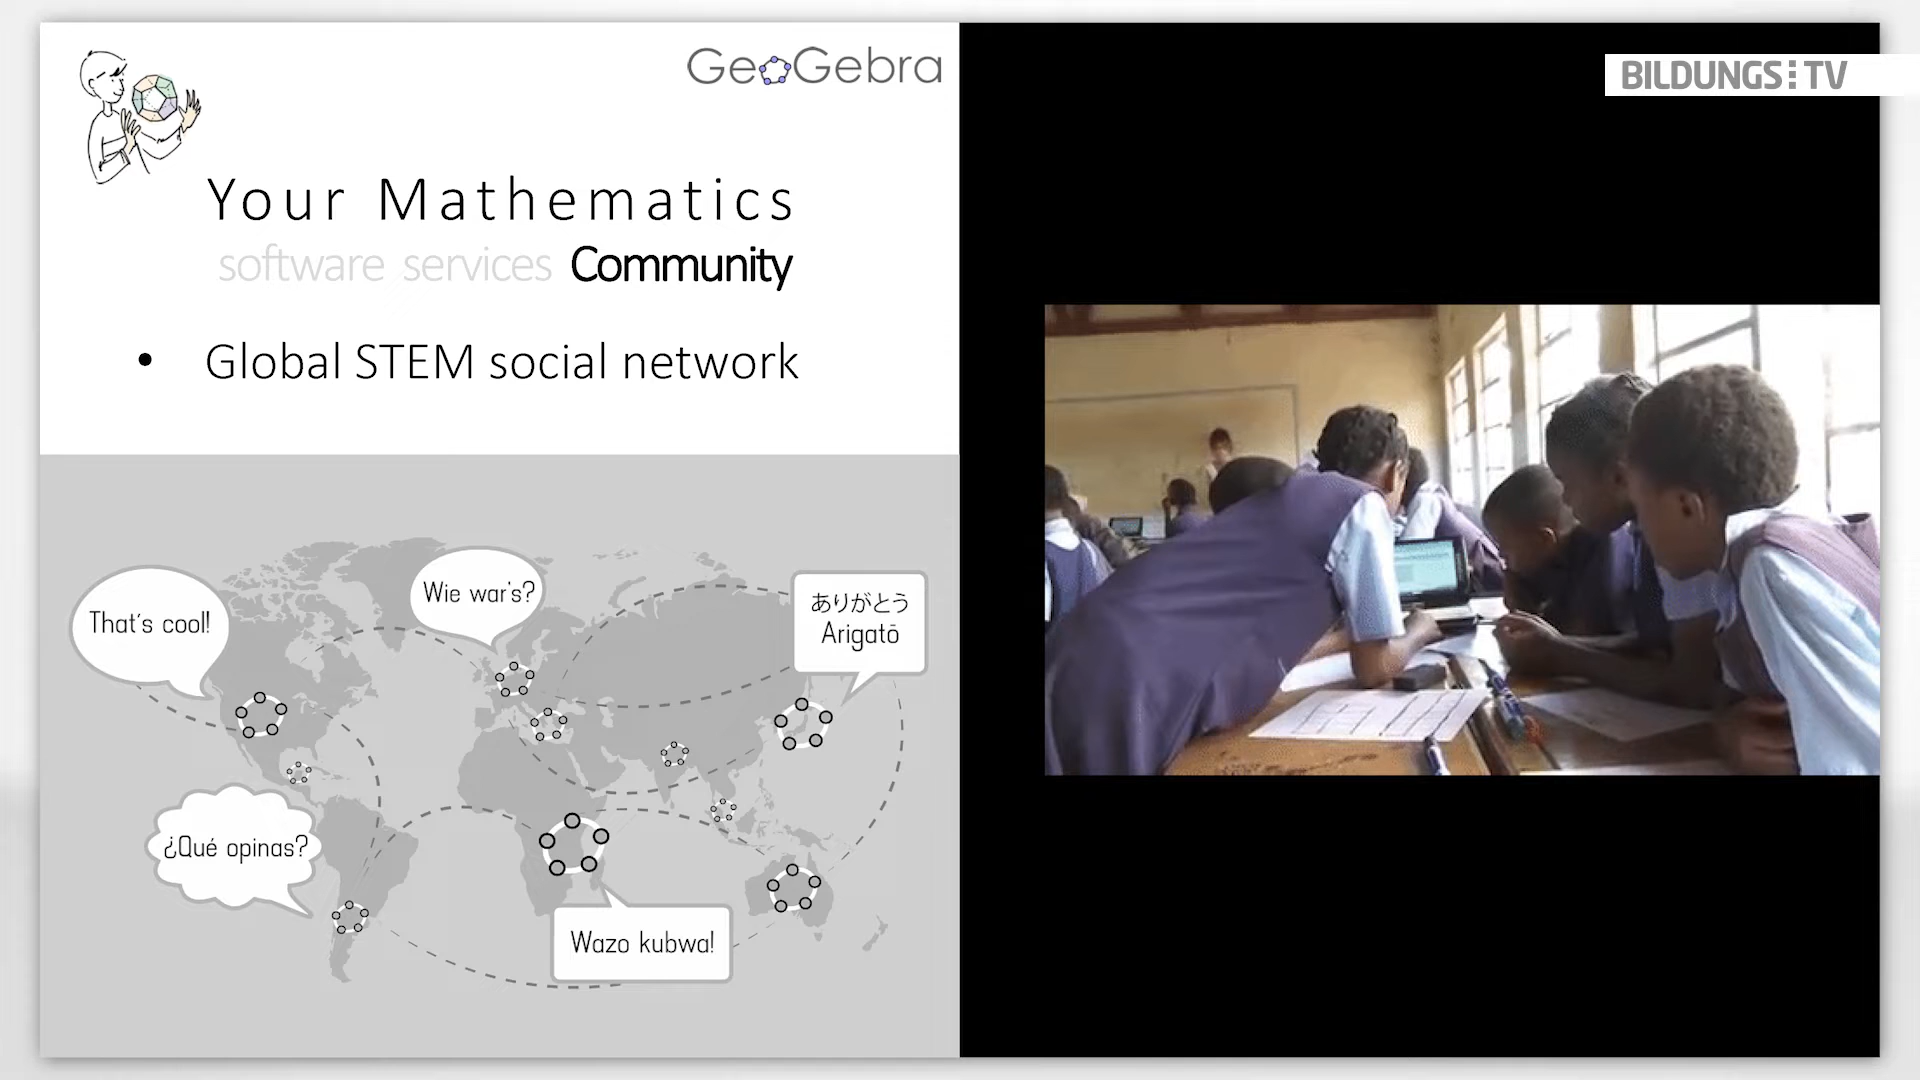 GeoGebra
BILDUNGS:TV
Your Mathematics
software services Community
• Global STEM social network
That's cool!
Wie war's?
ありがとう
Arigatō
¿Qué opinas?
Wazo kubwa!